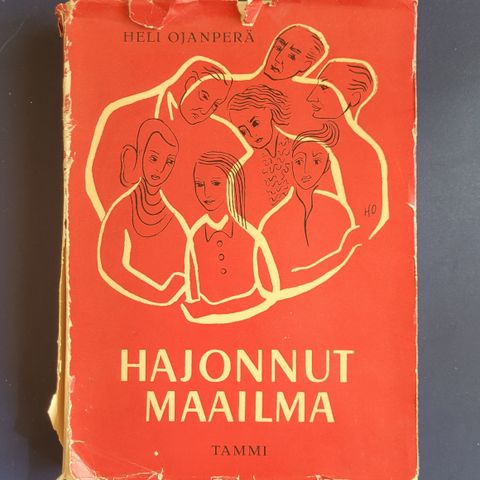 HELI OJANPERÄ
HO
HAJONNUT
MAAILMA
TAMMI